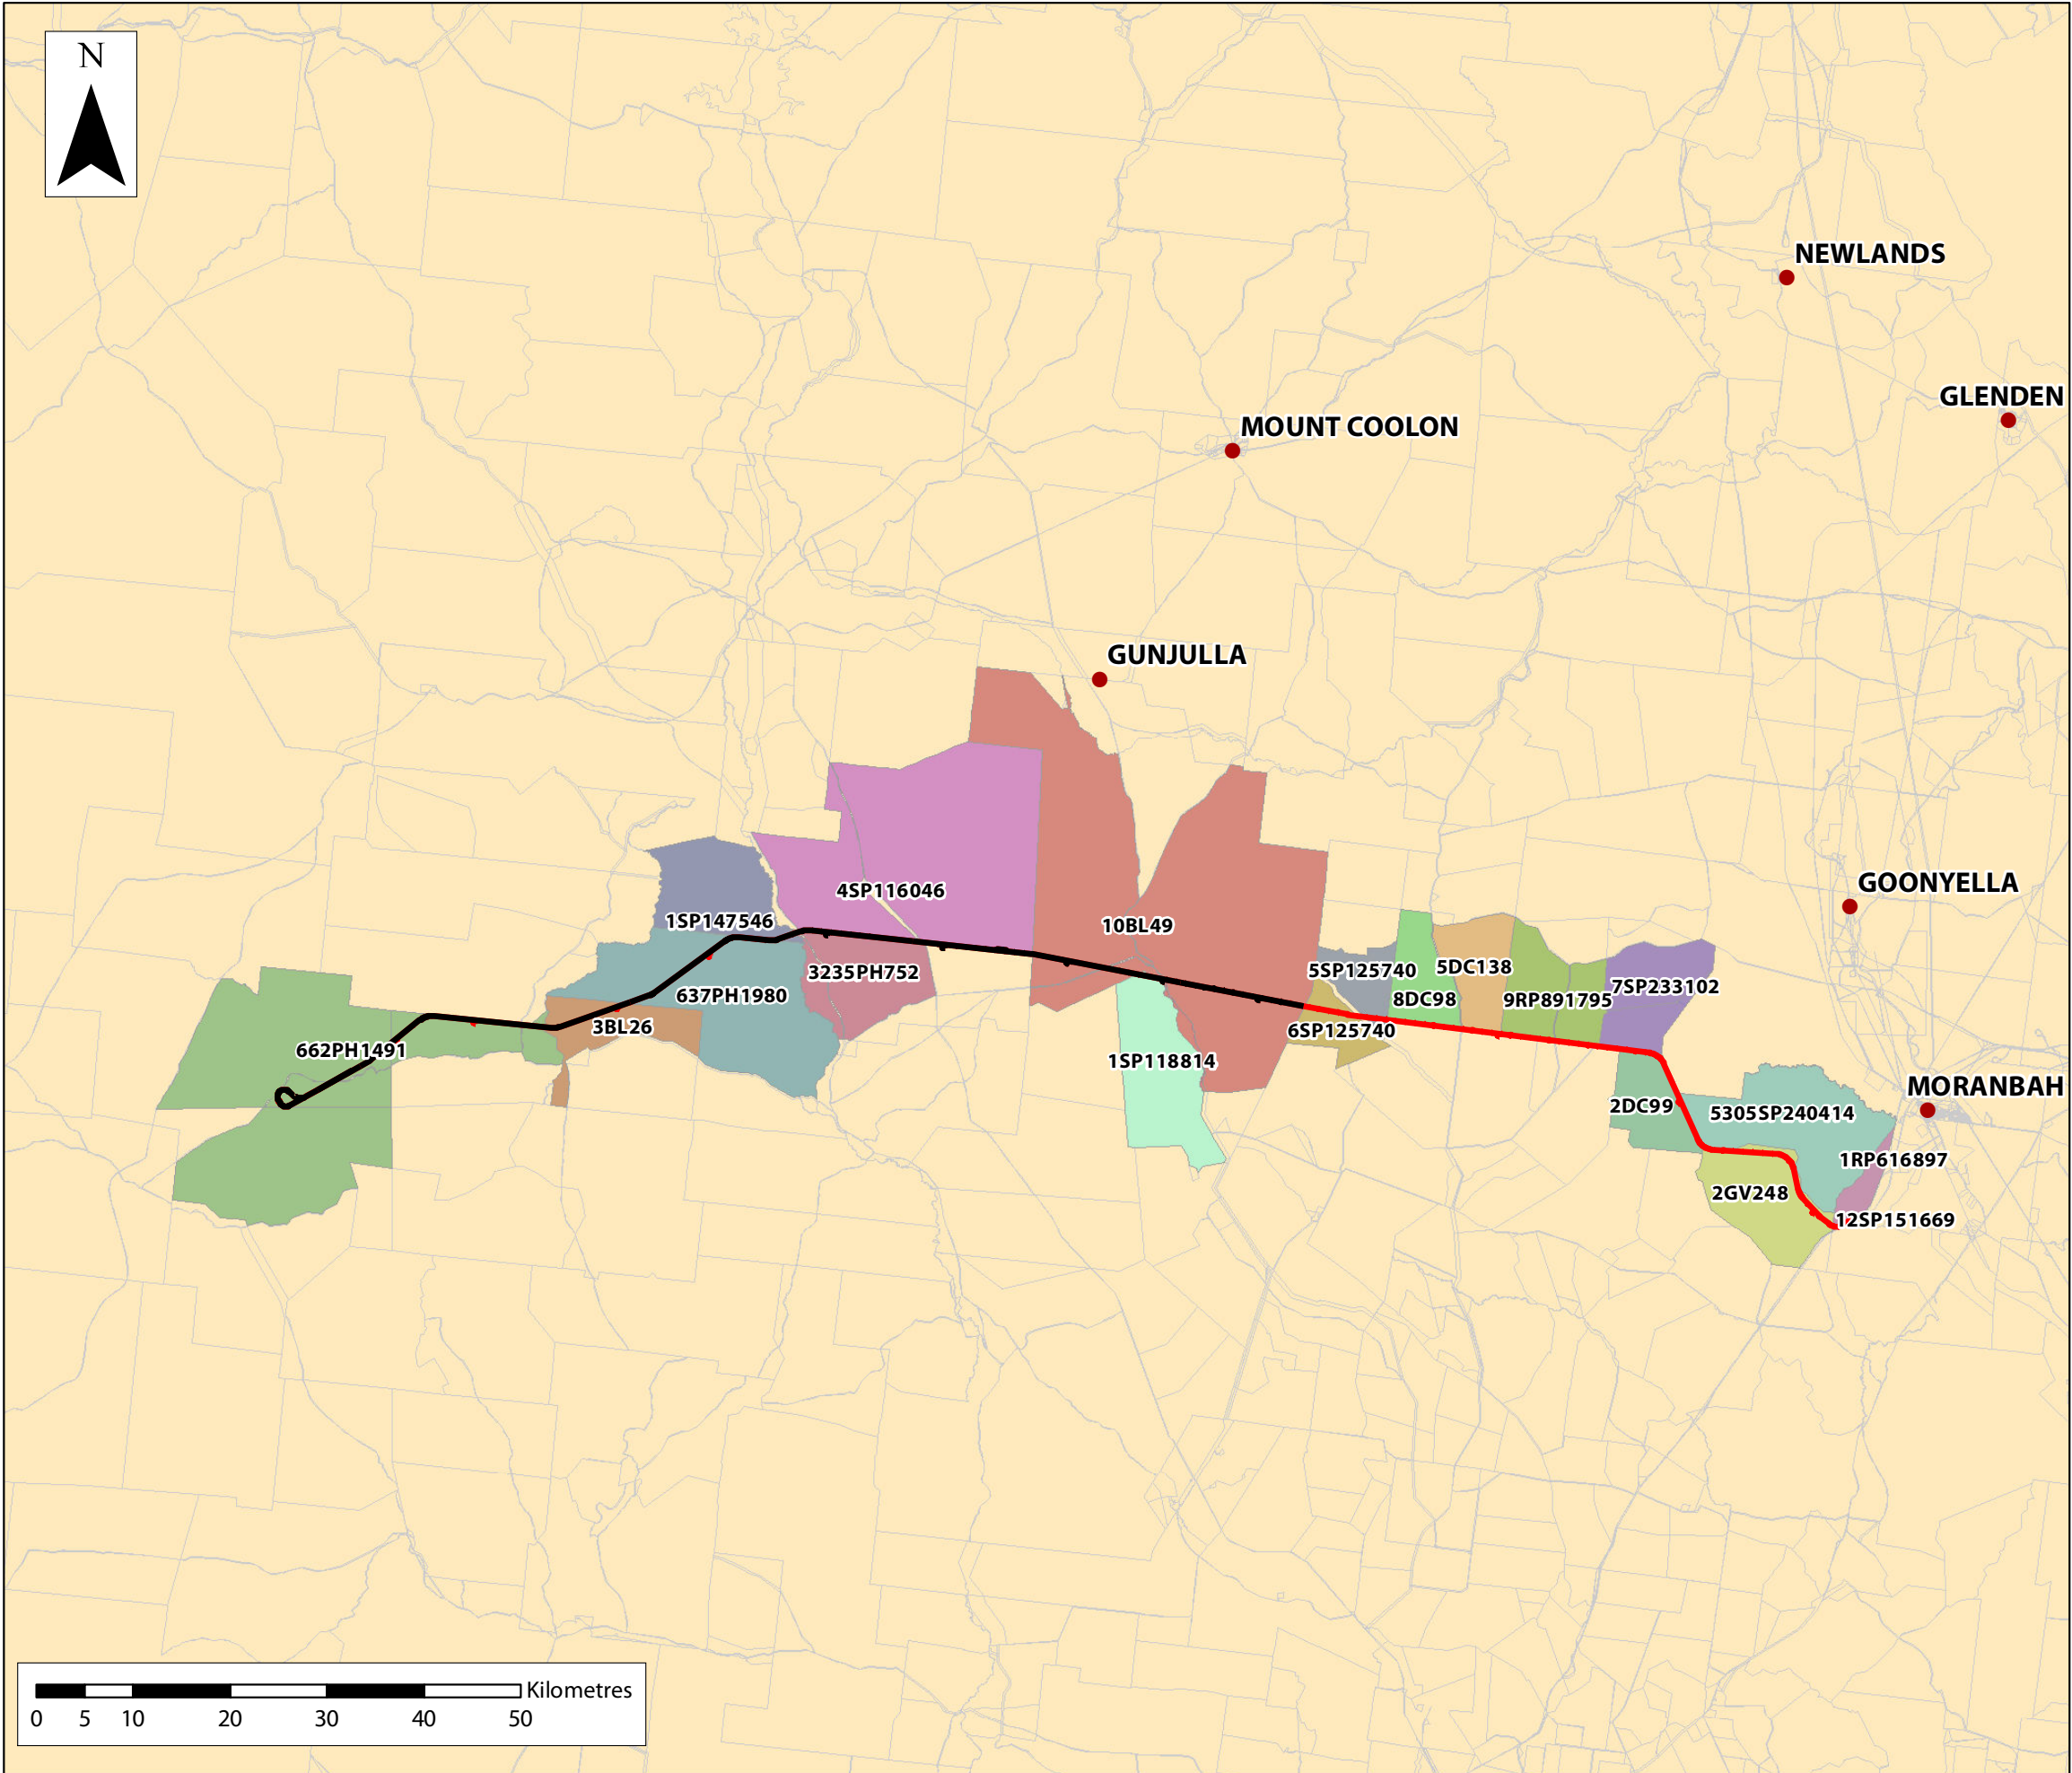 N
NEWLANDS
GLENDEN
MOUNT COOLON
GUNJULLA
GOONYELLA
4SP116046
1SP147546
10BL49
3235PH752
5SP125740
5DC138
7SP233102
637PH1980
8DC98
9RP891795
3BL26
6SP125740
662PH1491
1SP118814
MORANBAH
2DC99
5305SP240414
1RP616897
2GV248
12SP151669
Kilometres
0 5 10 20 30 40 50